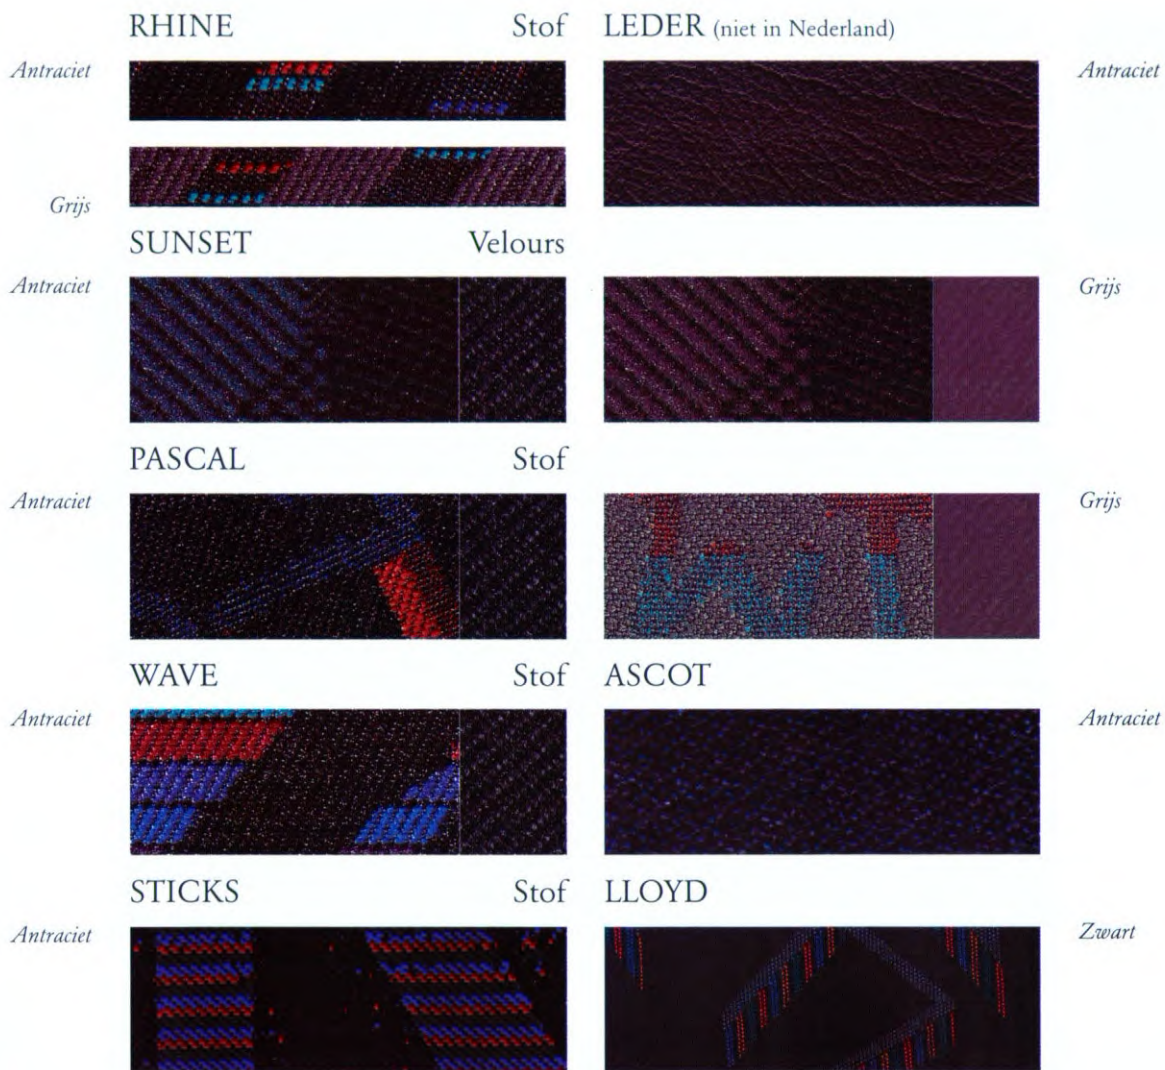 RHINE Stof LEDER (niet in Nederland)
Antraciet Antraciet
Grijs
SUNSET Velours
Antraciet Grijs
PASCAL Stof
Antraciet Grijs
WAVE Stof ASCOT
Antraciet Antraciet
STICKS Stof LLOYD
Antraciet Zwart